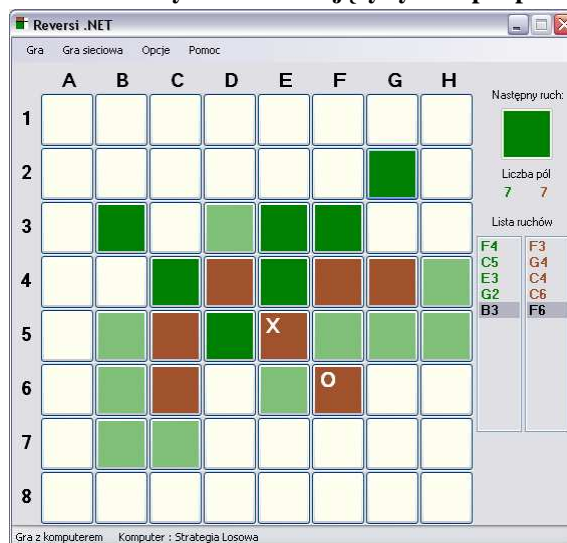 Reversi .NET
Gra Gra sieciowa Opcje Pomoc
A B C D E F G H
Następny ruch:
1
2
Liczba pól
7 7
3
Lista ruchów
F4 F3
C5 G4
4
E3 C4
G2 C6
B3 F6
5
X
6
O
7
8
Gra z komputerem Komputer : Strategia Losowa